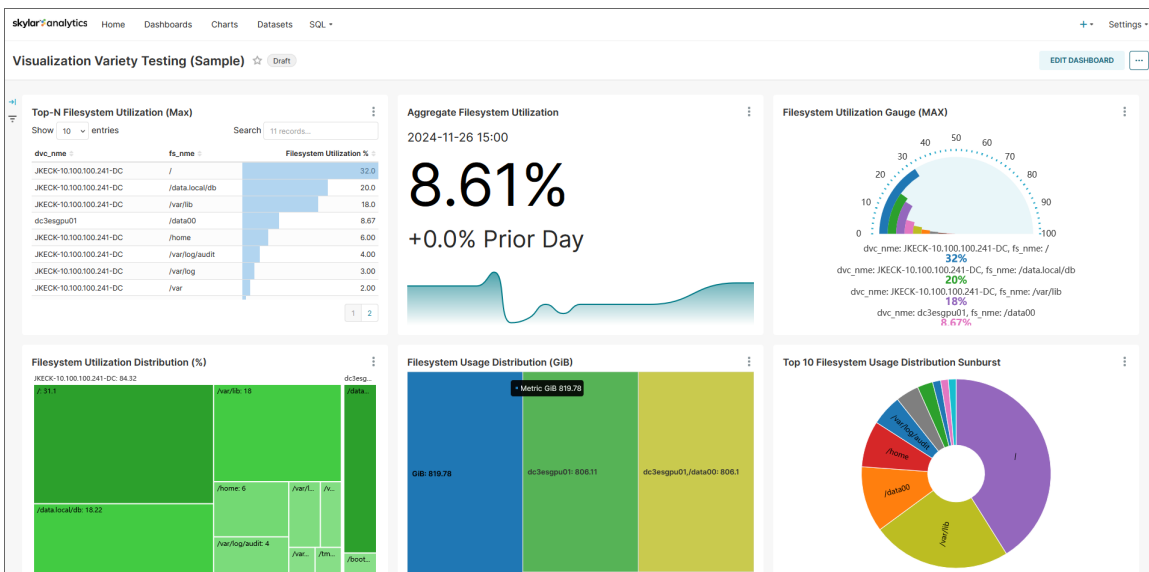 skylar analytics Home Dashboards Charts Datasets SQL
+ Settings
Visualization Variety Testing (Sample) Draft
EDIT DASHBOARD ...
Top-N Filesystem Utilization (Max)
Show 10 entries Search 11 records...
dvc_nme fs_nme Filesystem Utilization %
JKECK-10.100.100.241-DC / 32.0
JKECK-10.100.100.241-DC /data.local/db 20.0
JKECK-10.100.100.241-DC /var/lib 18.0
dc3esgpu01 /data00 8.67
JKECK-10.100.100.241-DC /home 6.00
JKECK-10.100.100.241-DC /var/log/audit 4.00
JKECK-10.100.100.241-DC /var/log 3.00
JKECK-10.100.100.241-DC /var 2.00
1 2
Aggregate Filesystem Utilization
2024-11-26 15:00
8.61%
+0.0% Prior Day
Filesystem Utilization Gauge (MAX)
0 10 20 30 40 50 60 70 80 90 100
dvc_nme: JKECK-10.100.100.241-DC, fs_nme: /
32%
dvc_nme: JKECK-10.100.100.241-DC, fs_nme: /data.local/db
20%
dvc_nme: JKECK-10.100.100.241-DC, fs_nme: /var/lib
18%
dvc_nme: dc3esgpu01, fs_nme: /data00
8.67%
Filesystem Utilization Distribution (%)
JKECK-10.100.100.241-DC: 84.32 dc3esg...
/: 31.1 /var/lib: 18 /data...
/home: 6 /var/l... /v...
/data.local/db: 18.22
/var/log/audit: 4 /var... /tm... /boot...
Filesystem Usage Distribution (GiB)
Metric GiB 819.78
GiB: 819.78 dc3esgpu01: 806.11 dc3esgpu01,/data00: 806.1
Top 10 Filesystem Usage Distribution Sunburst
/var/log/audit
/home
/
/data00
/var/lib